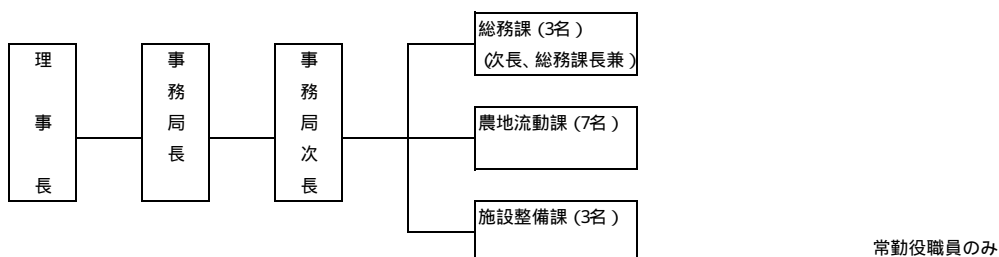 理事長
事務局長
事務局次長
総務課 (3名 )
(次長、総務課長兼 )
農地流動課 (7名 )
施設整備課 (3名 )
常勤役職員のみ